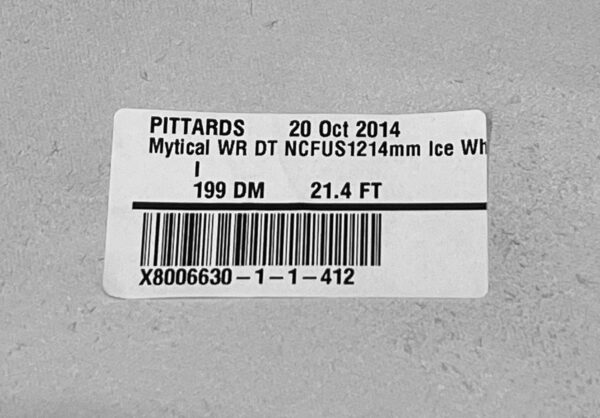 PITTARDS 20 Oct 2014
Mytical WR DT NCFUS1214mm Ice Wh
I
199 DM 21.4 FT
X8006630-1-1-412